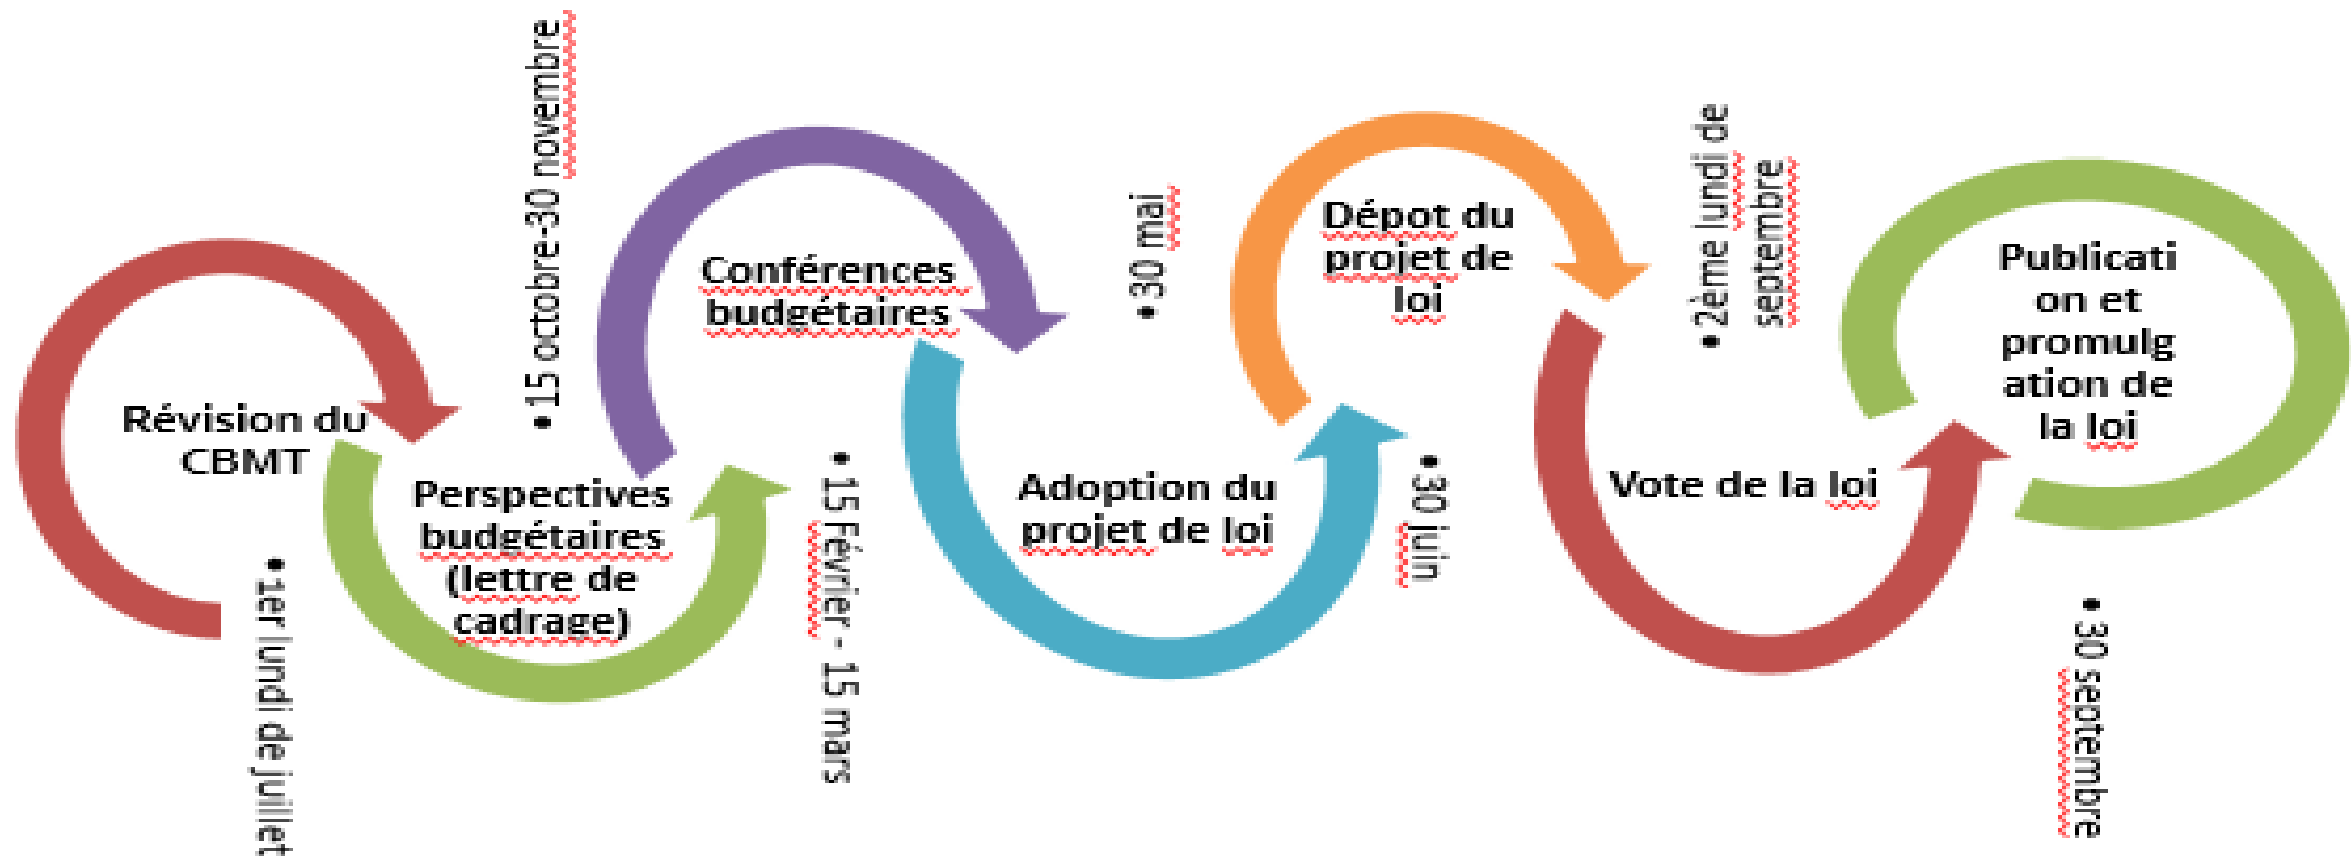 Révision du
CBMT
• 1er lundi de juillet
• 15 octobre-30 novembre
Perspectives
budgétaires
(lettre de
cadrage)
Conférences
budgétaires
• 15 Février - 15 mars
• 30 mai
Adoption du
projet de loi
Dépot du
projet de
loi
• 30 juin
• 2ème lundi de
septembre
Vote de la loi
Publicati
on et
promulg
ation de
la loi
• 30 septembre